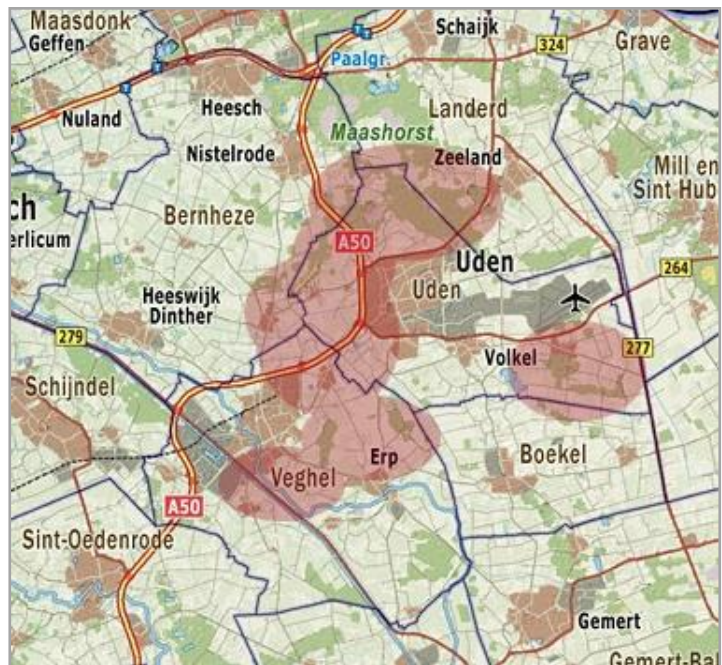 Maasdonk
Geffen
Schaijk
324
Grave
Paalgr.
Heesch
Landerd
Nuland
Maashorst
Nistelrode
Zeeland
Mill en
Sint Hub
ch
erlicum
Bernheze
A50
Uden
Uden
264
Heeswijk
Dinther
279
Volkel
277
Schijndel
Erp
Boekel
Veghel
A50
Sint-Oedenrode
Gemert
Gemert-Bal